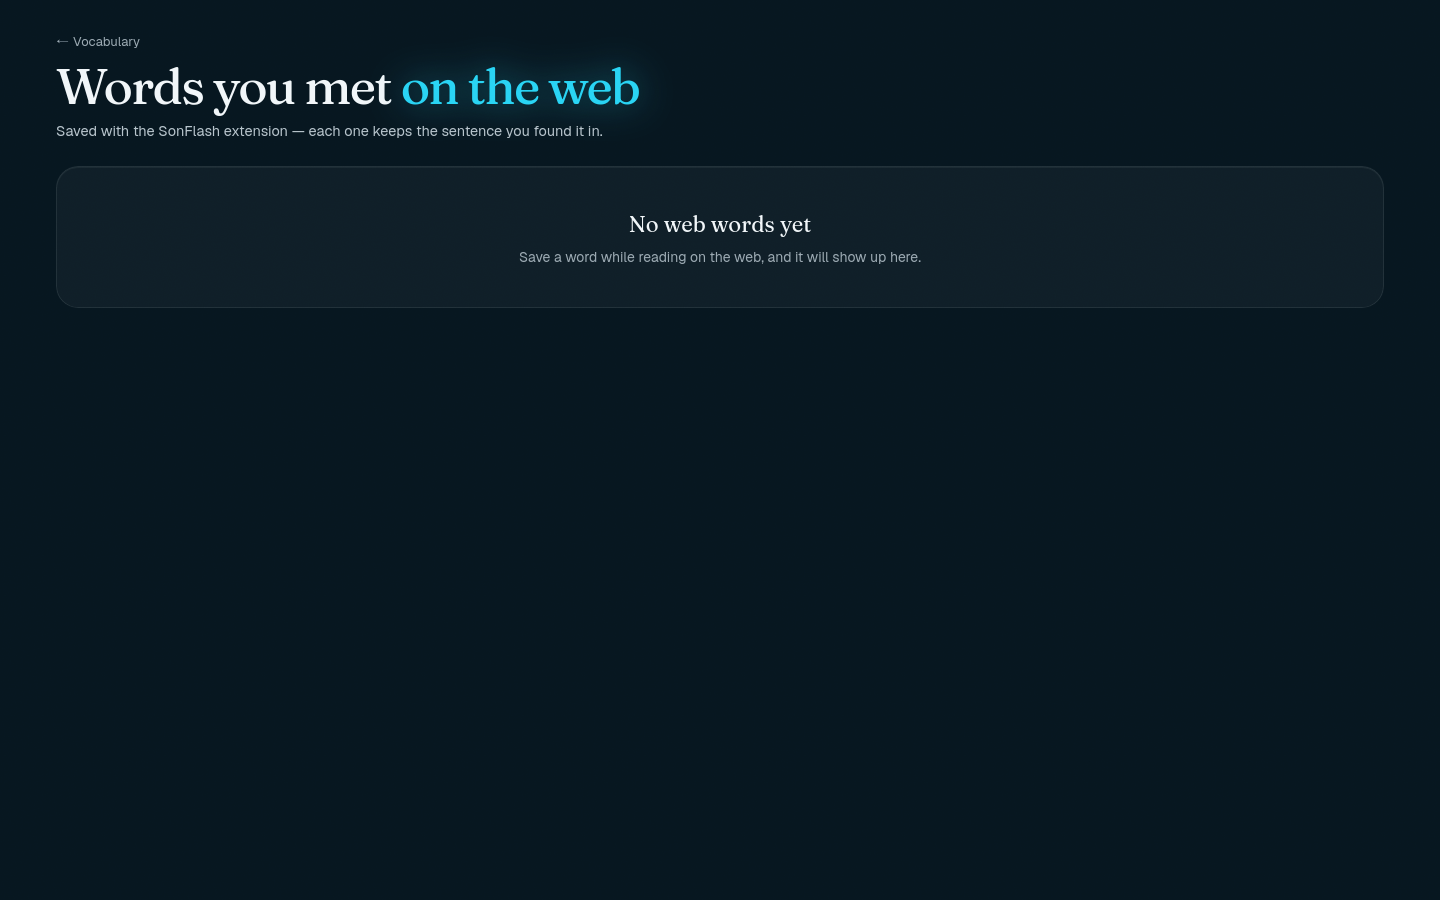 ← Vocabulary
Words you met on the web
Saved with the SonFlash extension — each one keeps the sentence you found it in.
No web words yet
Save a word while reading on the web, and it will show up here.